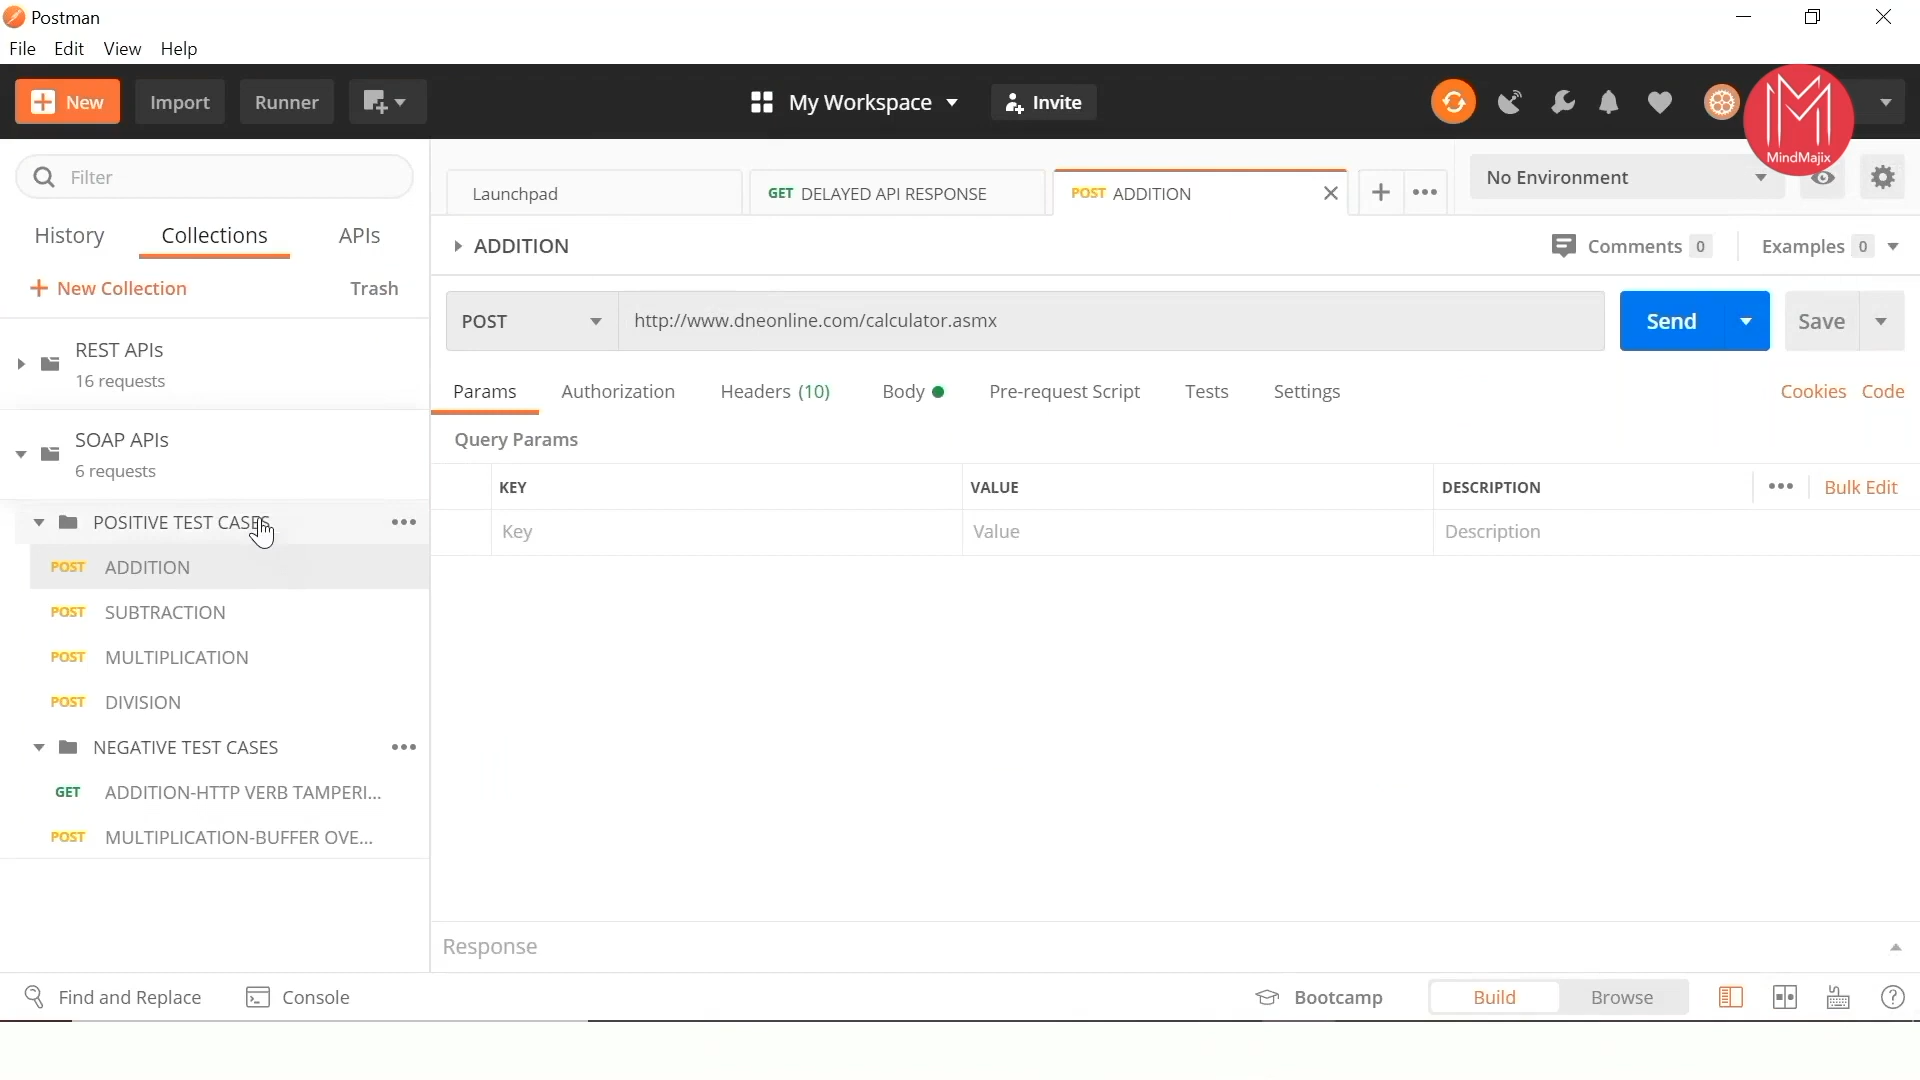 Postman
File Edit View Help
New Import Runner My Workspace Invite
MindMajix
Filter
History Collections APIs
New Collection Trash
REST APIs
16 requests
SOAP APIs
6 requests
POSITIVE TEST CASES
POST ADDITION
POST SUBTRACTION
POST MULTIPLICATION
POST DIVISION
NEGATIVE TEST CASES
GET ADDITION-HTTP VERB TAMPERI...
POST MULTIPLICATION-BUFFER OVE...
Launchpad GET DELAYED API RESPONSE POST ADDITION No Environment
ADDITION Comments 0 Examples 0
POST http://www.dneonline.com/calculator.asmx Send Save
Params Authorization Headers (10) Body Pre-request Script Tests Settings Cookies Code
Query Params
KEY VALUE DESCRIPTION Bulk Edit
Key Value Description
Response
Find and Replace Console Bootcamp Build Browse